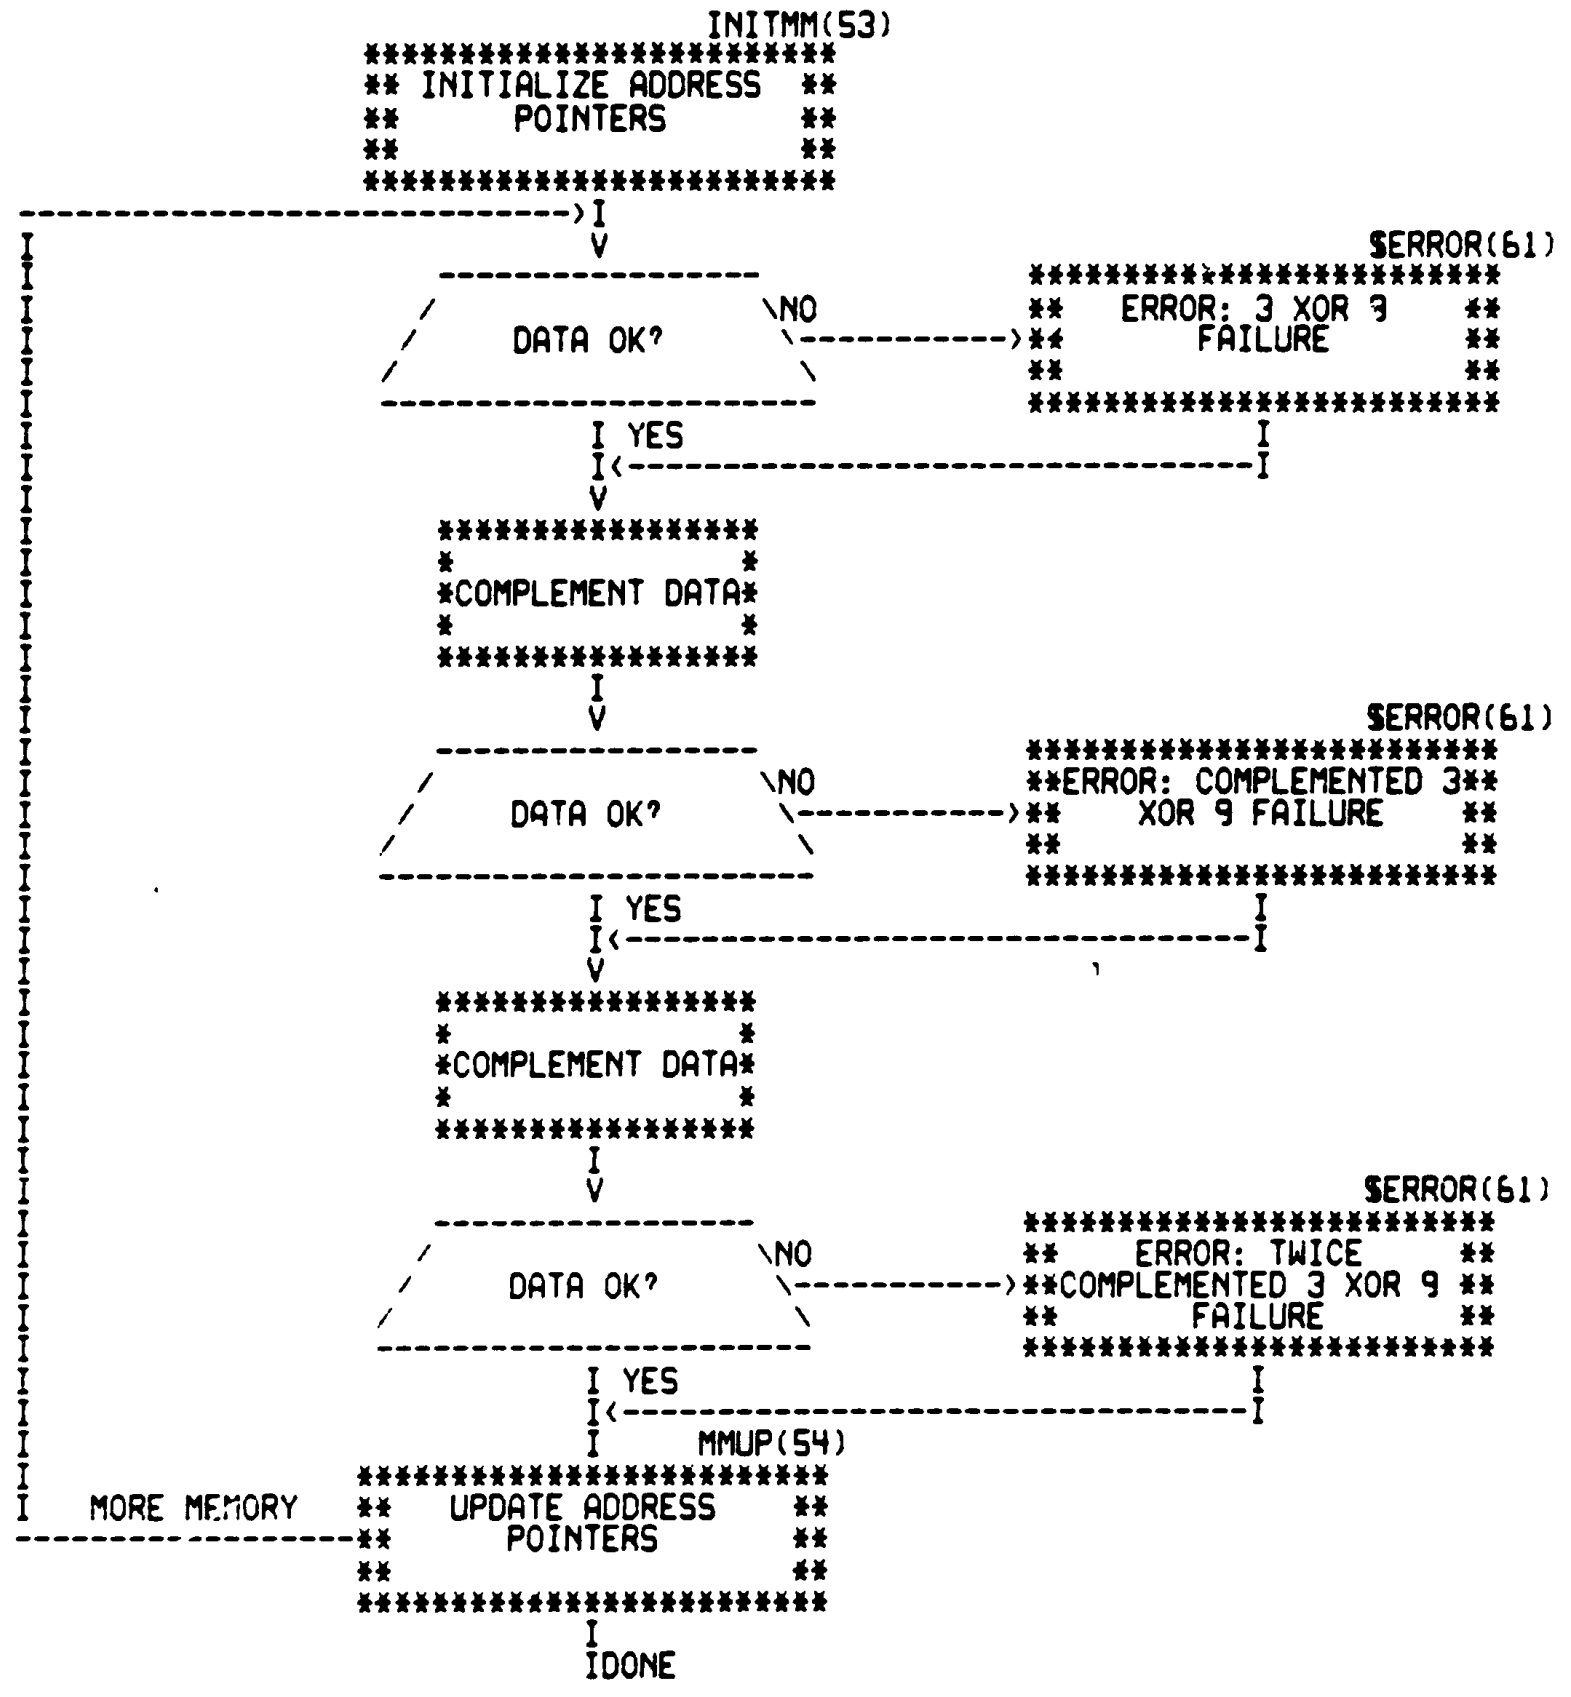 INITMM(53)
INITIALIZE ADDRESS
POINTERS
$ERROR(61)
NO
ERROR: 3 XOR 9
DATA OK?
FAILURE
YES
COMPLEMENT DATA
$ERROR(61)
NO
ERROR: COMPLEMENTED 3
DATA OK?
XOR 9 FAILURE
YES
COMPLEMENT DATA
$ERROR(61)
NO
ERROR: TWICE
DATA OK?
COMPLEMENTED 3 XOR 9
FAILURE
YES
MMUP(54)
MORE MEMORY
UPDATE ADDRESS
POINTERS
DONE